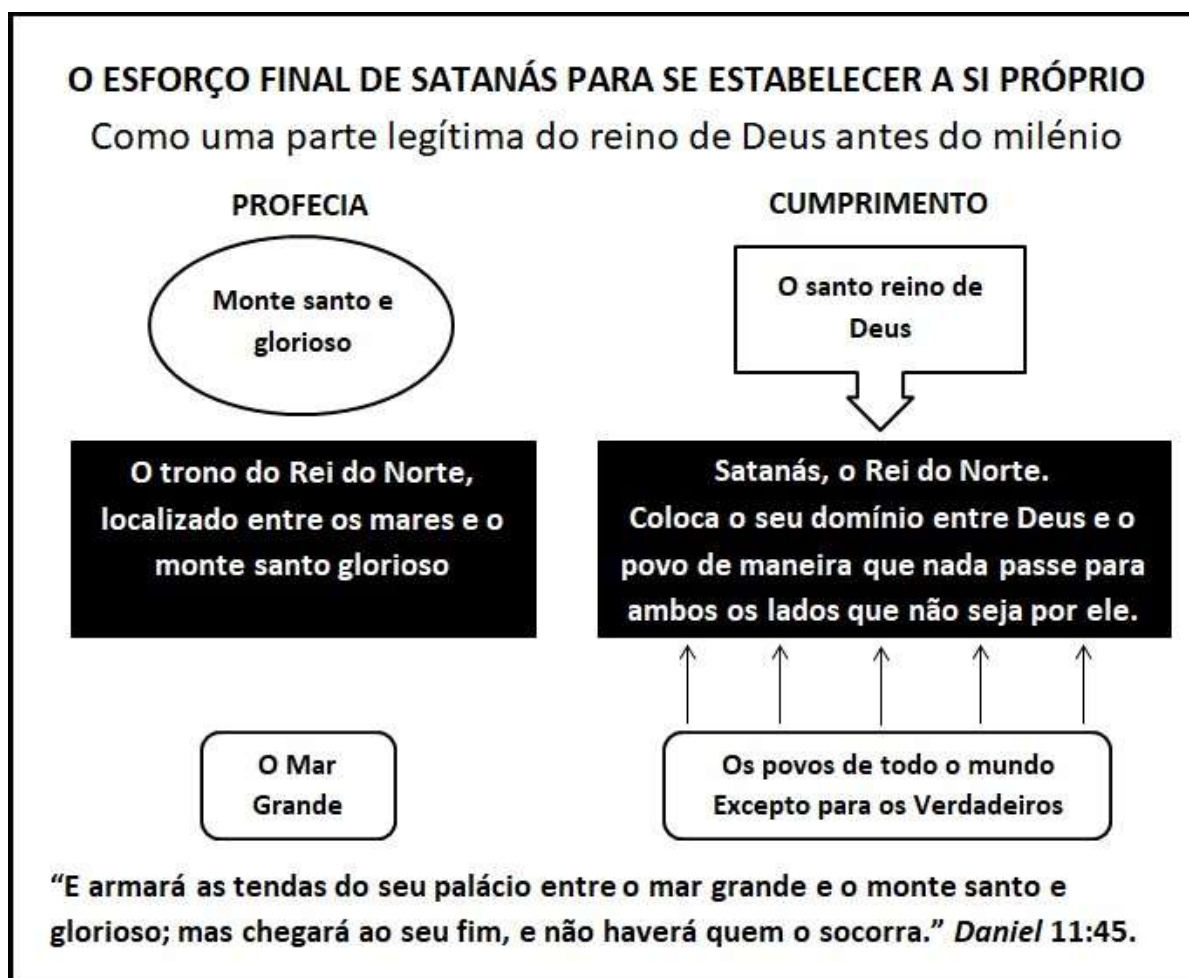 O ESFORÇO FINAL DE SATANÁS PARA SE ESTABELECER A SI PRÓPRIO
Como uma parte legítima do reino de Deus antes do milénio
PROFECIA
Monte santo e
glorioso
O trono do Rei do Norte,
localizado entre os mares e o
monte santo glorioso
O Mar
Grande
CUMPRIMENTO
O santo reino de
Deus
Satanás, o Rei do Norte.
Coloca o seu domínio entre Deus e o
povo de maneira que nada passe para
ambos os lados que não seja por ele.
Os povos de todo o mundo
Excepto para os Verdadeiros
“E armará as tendas do seu palácio entre o mar grande e o monte santo e
glorioso; mas chegará ao seu fim, e não haverá quem o socorra.” Daniel 11:45.